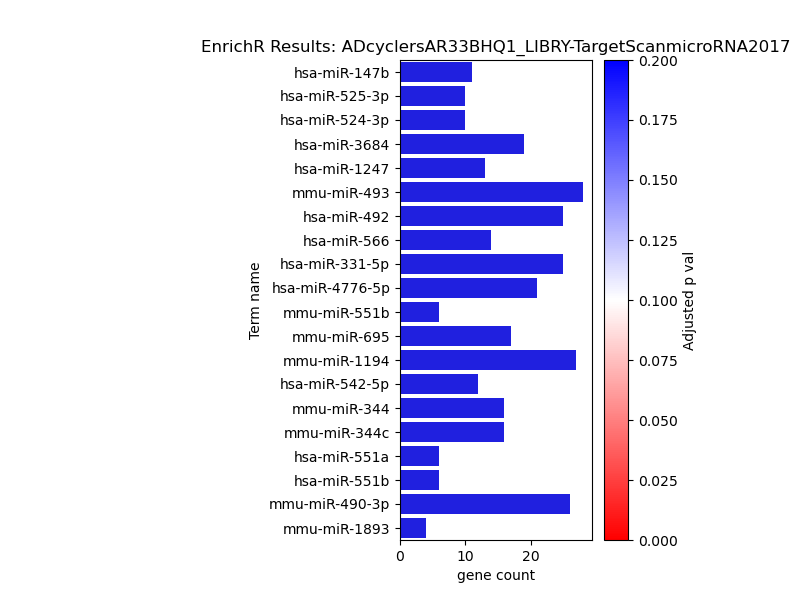 EnrichR Results: ADcyclersAR33BHQ1_LIBRY-TargetScanmicroRNA2017
hsa-miR-147b
hsa-miR-525-3p
hsa-miR-524-3p
hsa-miR-3684
hsa-miR-1247
mmu-miR-493
hsa-miR-492
hsa-miR-566
hsa-miR-331-5p
hsa-miR-4776-5p
mmu-miR-551b
mmu-miR-695
mmu-miR-1194
hsa-miR-542-5p
mmu-miR-344
mmu-miR-344c
hsa-miR-551a
hsa-miR-551b
mmu-miR-490-3p
mmu-miR-1893
Term name
0 10 20
gene count
0.200
0.175
0.150
0.125
0.100
0.075
0.050
0.025
0.000
Adjusted p val